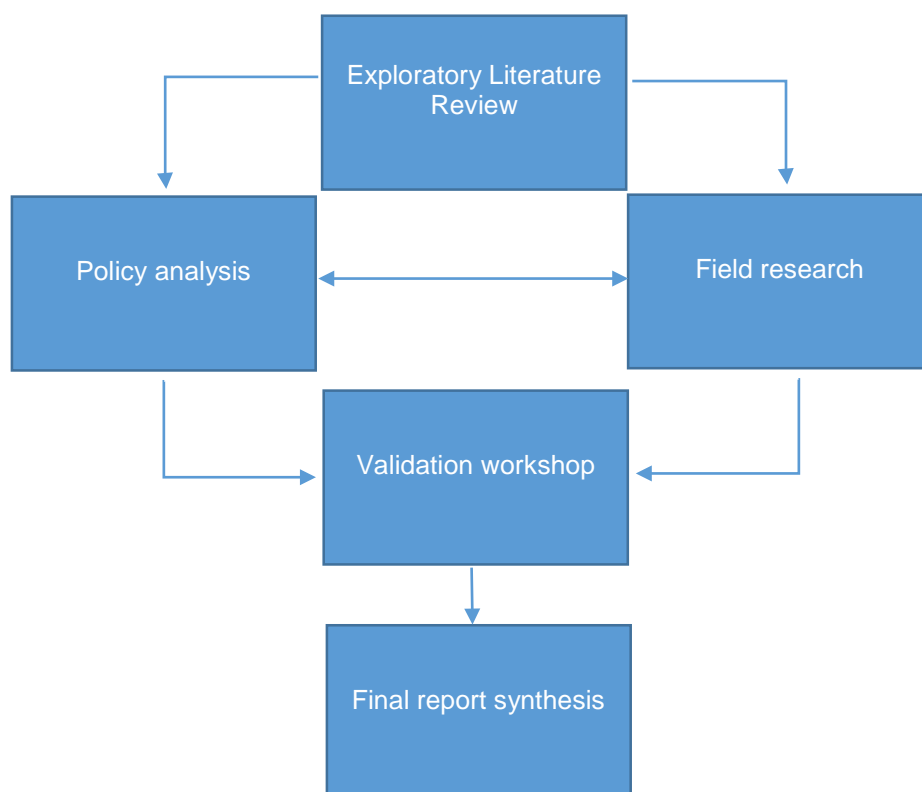 Exploratory Literature
Review
Policy analysis
Field research
Validation workshop
Final report synthesis